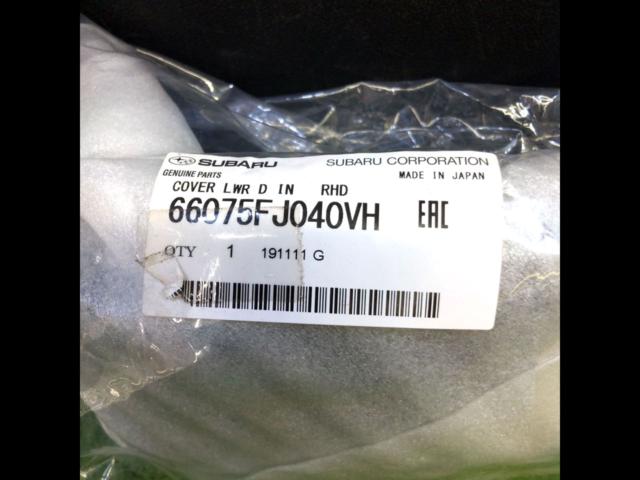 SUBARU SUBARU CORPORATION
GENUINE PARTS MADE IN JAPAN
COVER LWR D IN RHD
66075FJ040VH EAC
QTY 1 191111 G